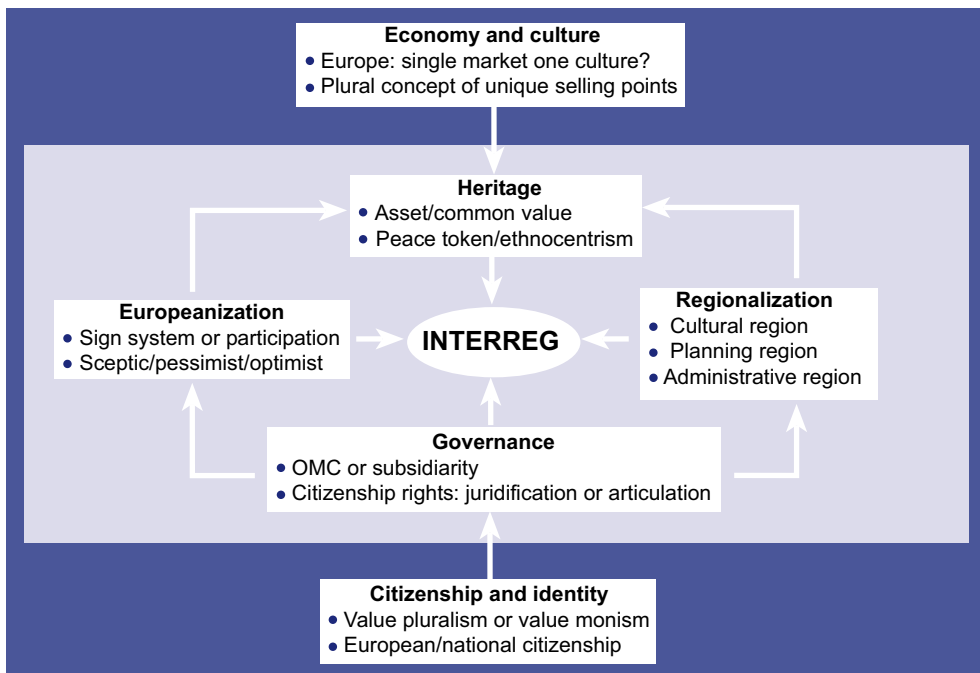 Economy and culture
• Europe: single market one culture?
• Plural concept of unique selling points
Heritage
• Asset/common value
• Peace token/ethnocentrism
Europeanization
• Sign system or participation
• Sceptic/pessimist/optimist
INTERREG
Regionalization
• Cultural region
• Planning region
• Administrative region
Governance
• OMC or subsidiarity
• Citizenship rights: juridification or articulation
Citizenship and identity
• Value pluralism or value monism
• European/national citizenship